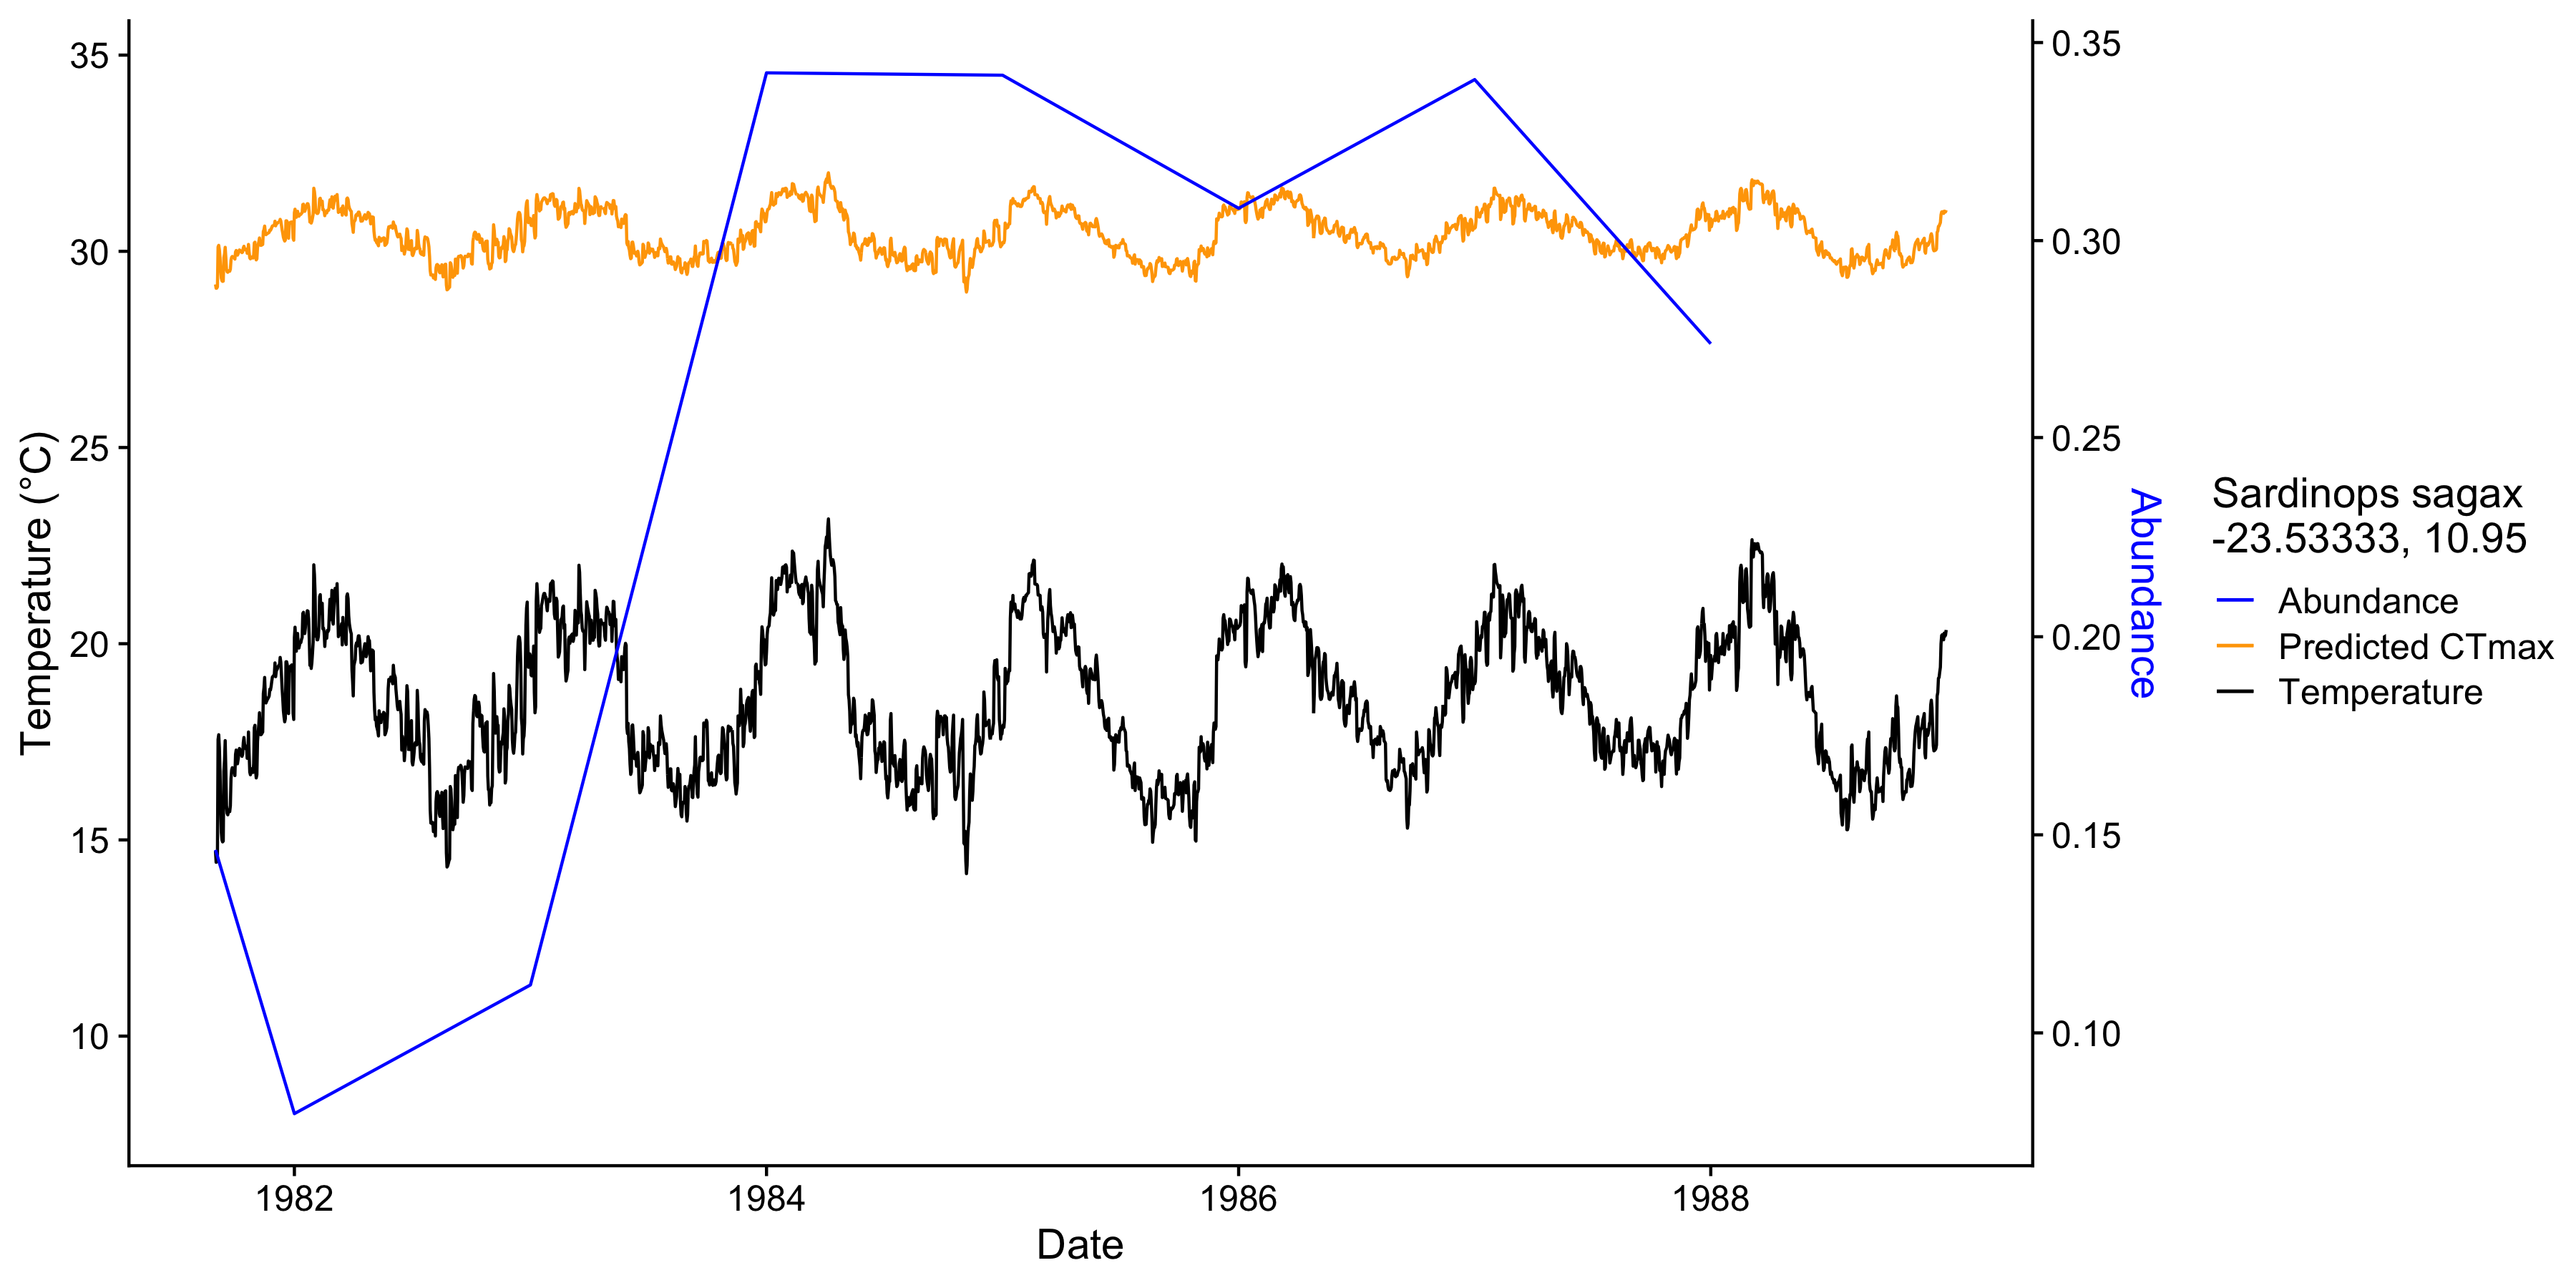 35
30
25
20
15
10
Temperature (°C)
1982
1984
1986
1988
Date
0.35
0.30
0.25
0.20
0.15
0.10
Abundance
Sardinops sagax
-23.53333, 10.95
Abundance
Predicted CTmax
Temperature